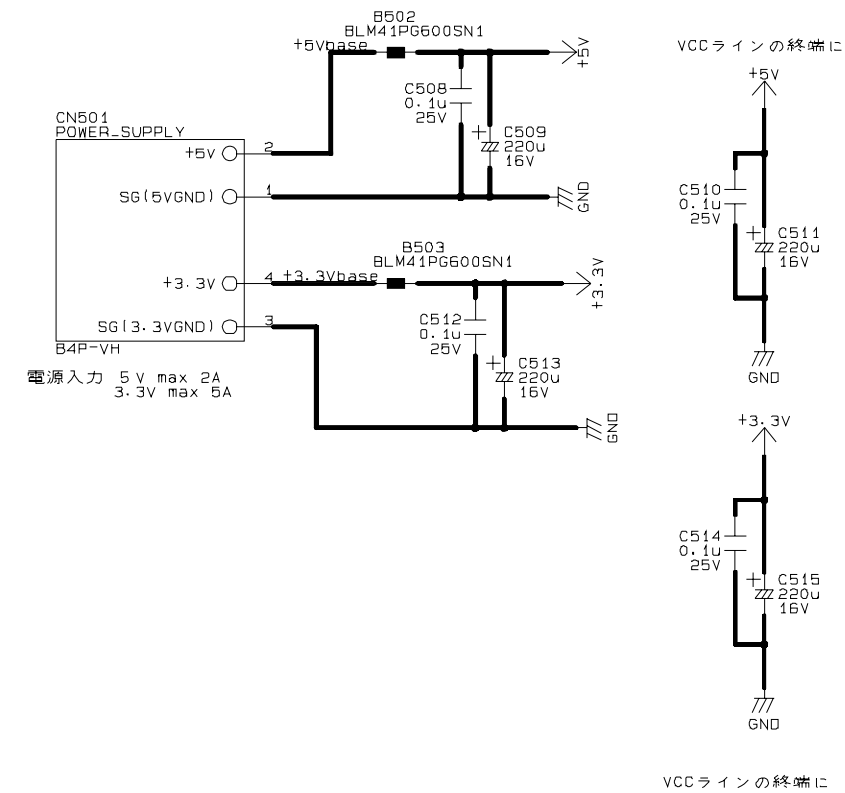 B502
BLM41PG600SN1
+5Vbase
+5V
C508
0.1u
25V
+
C509
220u
16V
GND
CN501
POWER_SUPPLY
+5V
2
SG(5VGND)
1
+3.3V
4
SG(3.3VGND)
3
B4P-VH
電源入力 5V max 2A
3.3V max 5A
B503
BLM41PG600SN1
+3.3Vbase
+3.3V
C512
0.1u
25V
+
C513
220u
16V
GND
VCCラインの終端に
+5V
C510
0.1u
25V
+
C511
220u
16V
GND
+3.3V
C514
0.1u
25V
+
C515
220u
16V
GND
VCCラインの終端に